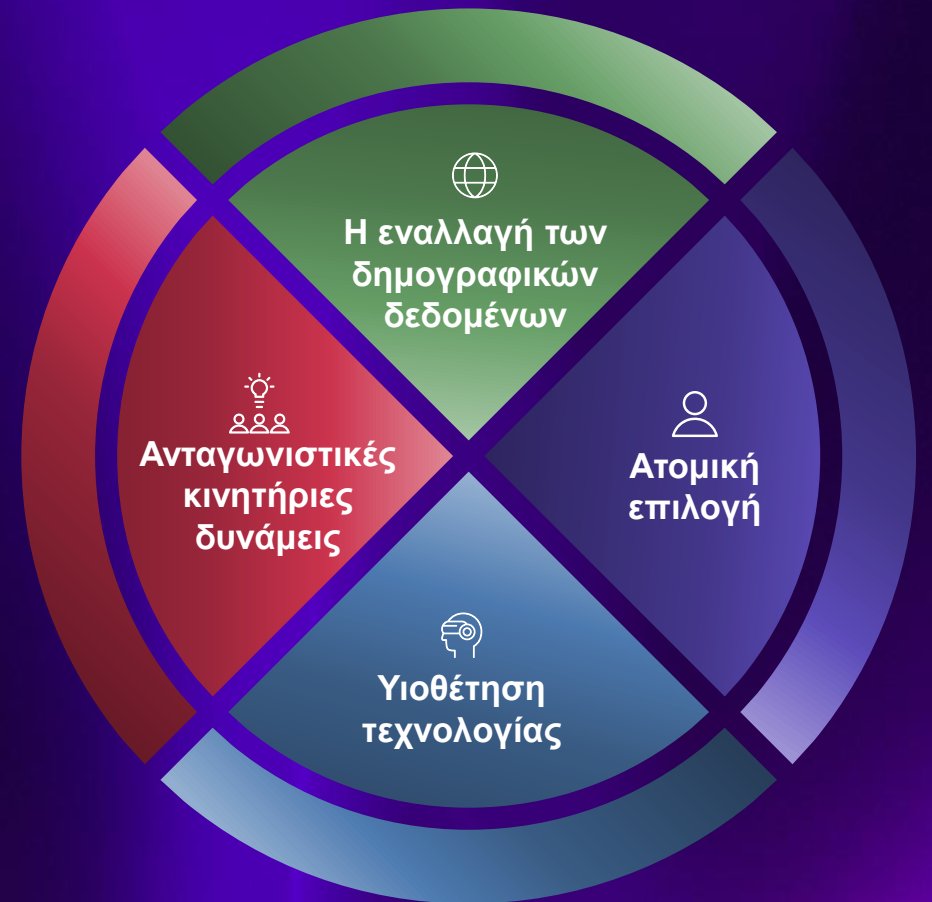 Η εναλλαγή των
δημογραφικών
δεδομένων
Ανταγωνιστικές
κινητήριες
δυνάμεις
Ατομική
επιλογή
Υιοθέτηση
τεχνολογίας